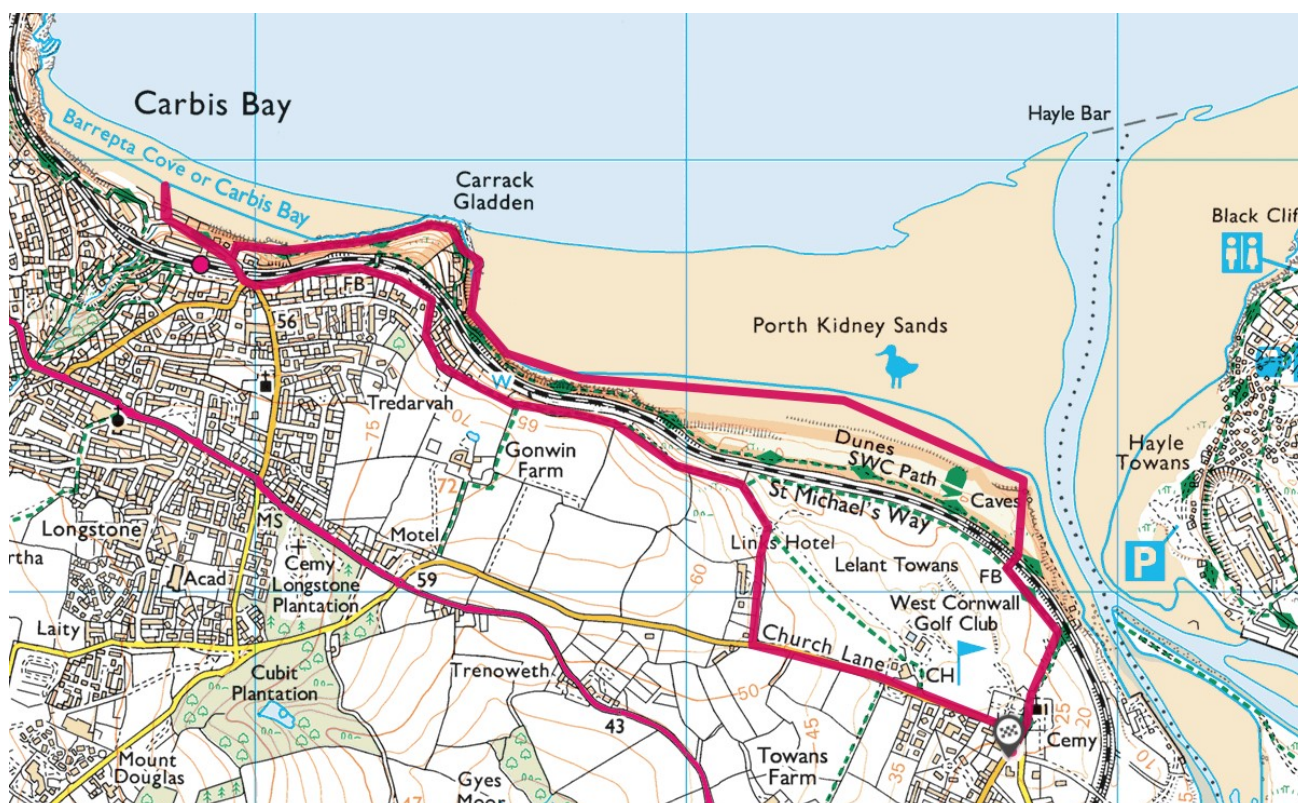 Carbis Bay
Hayle Bar
Barrepta Cove or Carbis Bay
Carrack
Gladden
Black Clif
Porth Kidney Sands
FB
56
W
Tredarvah
75
70
65
Gonwin
Farm
72
Dunes
SWC Path
Caves
Hayle
Towans
St Michael's Way
MS
Motel
Longstone
rtha
Acad
Cemy
Longstone
Plantation
59
60
Links Hotel
Lelant Towans
FB
P
West Cornwall
Golf Club
Laity
Church Lane
CH
Trenoweth
50
Cubit
Plantation
43
25
20
Cemy
45
35
10
Mount
Douglas
Towans
Farm
Gyes